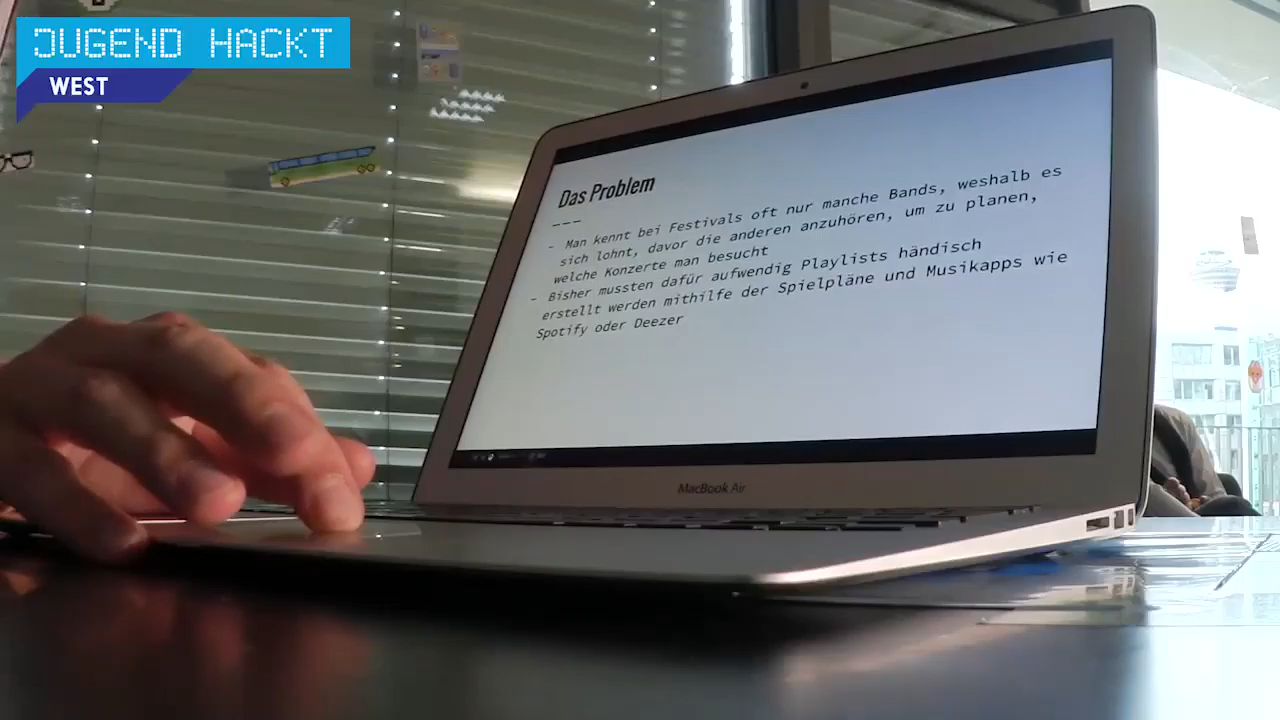 JUGEND HACKT
WEST
Das Problem
---
- Man kennt bei Festivals oft nur manche Bands, weshalb es
sich lohnt, davor die anderen anzuhören, um zu planen,
welche Konzerte man besucht
- Bisher mussten dafür aufwendig Playlists händisch
erstellt werden mithilfe der Spielpläne und Musikapps wie
Spotify oder Deezer
MacBook Air